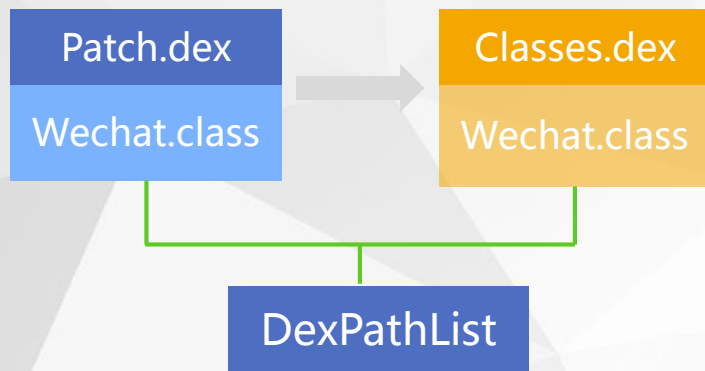 Patch.dex
Wechat.class
Classes.dex
Wechat.class
DexPathList